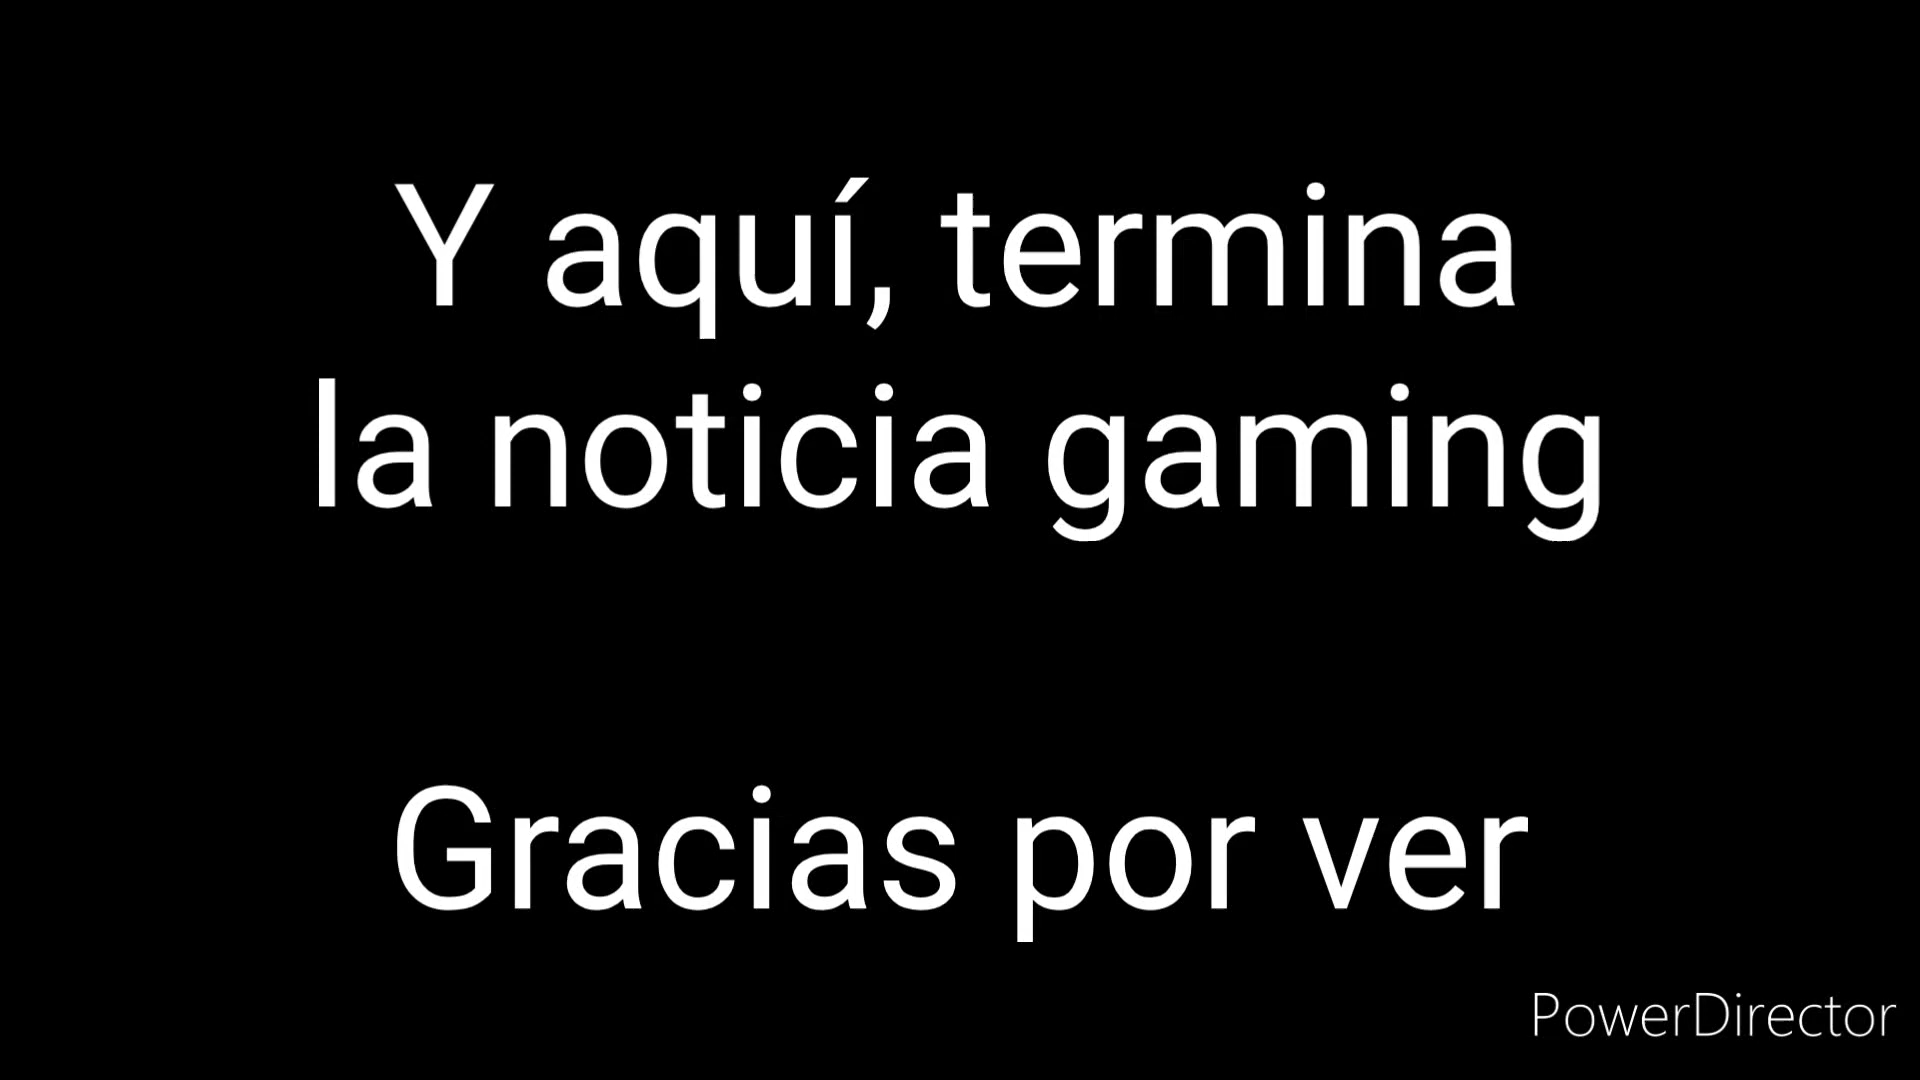 Y aquí, termina
la noticia gaming
Gracias por ver
PowerDirector